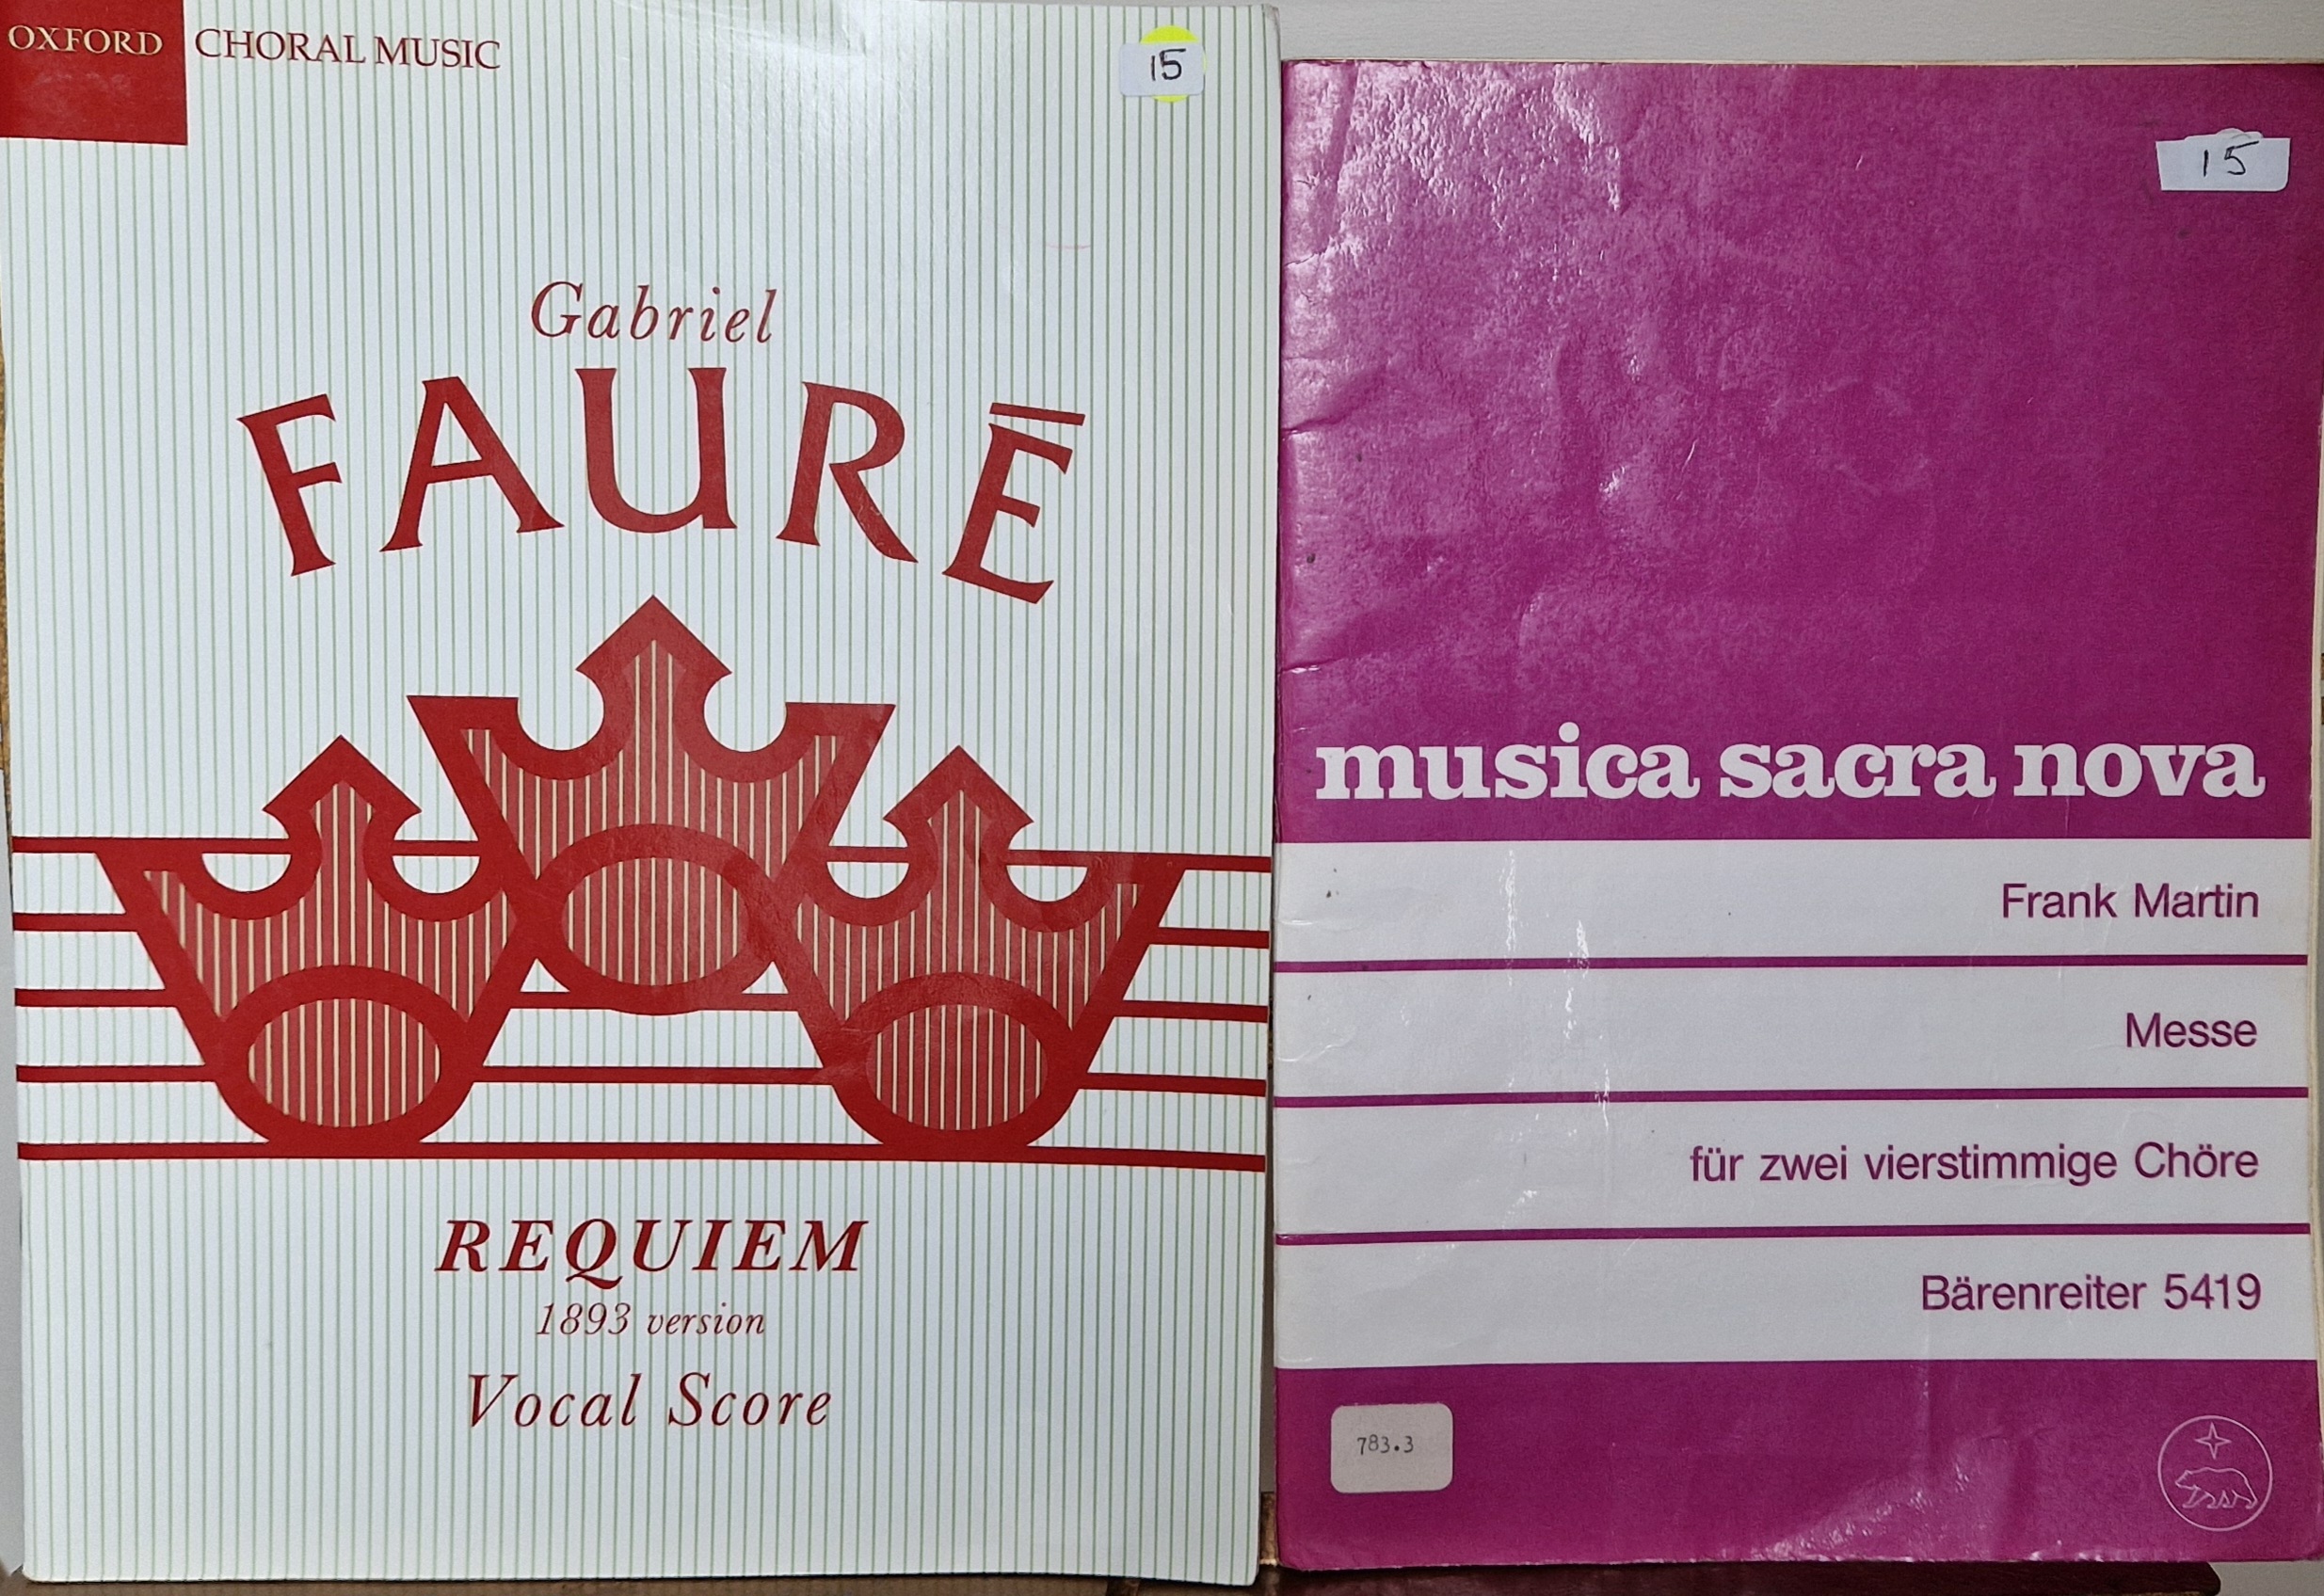 OXFORD CHORAL MUSIC
15
Gabriel
FAURÉ
REQUIEM
1893 version
Vocal Score
15
musica sacra nova
Frank Martin
Messe
für zwei vierstimmige Chöre
Bärenreiter 5419
783.3